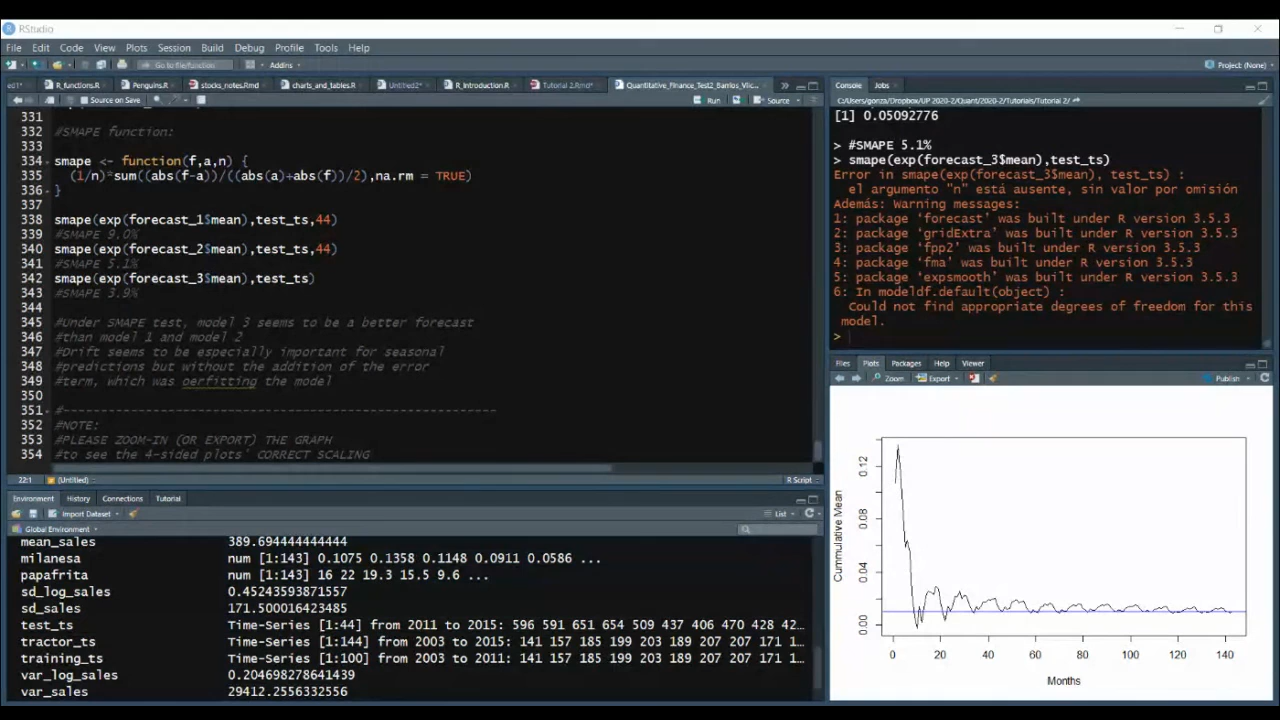 RStudio
File Edit Code View Plots Session Build Debug Profile Tools Help
Go to file/function Addins Project: (None)
R_functions.R Penguins.R stocks_notes.Rmd charts_and_tables.R Untitled2* R_Introduction.R Tutorial 2.Rmd*
Source on Save Run Source
331
332 #SMAPE function:
333
334 smape <- function(f,a,n) {
335 (1/n)*sum((abs(f-a))/((abs(a)+abs(f))/2),na.rm = TRUE)
336 }
337
338 smape(exp(forecast_1$mean),test_ts,44)
339 #SMAPE 9.0%
340 smape(exp(forecast_2$mean),test_ts,44)
341 #SMAPE 5.1%
342 smape(exp(forecast_3$mean),test_ts)
343 #SMAPE 3.9%
344
345 #Under SMAPE test, model 3 seems to be a better forecast
346 #than model 1 and model 2
347 #Drift seems to be especially important for seasonal
348 #predictions but without the addition of the error
349 #term, which was oerfitting the model
350
351 #----------------------------------------------------------
352 #NOTE:
353 #PLEASE ZOOM-IN (OR EXPORT) THE GRAPH
354 #to see the 4-sided plots' CORRECT SCALING
22:1 (Untitled) R Script
Environment History Connections Tutorial
Import Dataset List
Global Environment
mean_sales 389.694444444444
milanesa num [1:143] 0.1075 0.1358 0.1148 0.0911 0.0586 ...
papafrita num [1:143] 16 22 19.3 15.5 9.6 ...
sd_log_sales 0.45243593871557
sd_sales 171.500016423485
test_ts Time-Series [1:44] from 2011 to 2015: 596 591 651 654 509 437 406 470 428 42...
tractor_ts Time-Series [1:144] from 2003 to 2015: 141 157 185 199 203 189 207 207 171 1...
training_ts Time-Series [1:100] from 2003 to 2011: 141 157 185 199 203 189 207 207 171 1...
var_log_sales 0.204698278641439
var_sales 29412.2556332556
Console Jobs
C:/Users/gonza/Dropbox/UP 2020-2/Quant/2020-2/Tutorials/Tutorial 2/
[1] 0.05092776
> #SMAPE 5.1%
> smape(exp(forecast_3$mean),test_ts)
Error in smape(exp(forecast_3$mean), test_ts) :
el argumento "n" está ausente, sin valor por omisión
Además: Warning messages:
1: package ‘forecast’ was built under R version 3.5.3
2: package ‘gridExtra’ was built under R version 3.5.3
3: package ‘fpp2’ was built under R version 3.5.3
4: package ‘fma’ was built under R version 3.5.3
5: package ‘expsmooth’ was built under R version 3.5.3
6: In modeldf.default(object) :
Could not find appropriate degrees of freedom for this
model.
>
Files Plots Packages Help Viewer
Zoom Export Publish
0.12
0.08
0.04
0.00
Cummulative Mean
0 20 40 60 80 100 120 140
Months